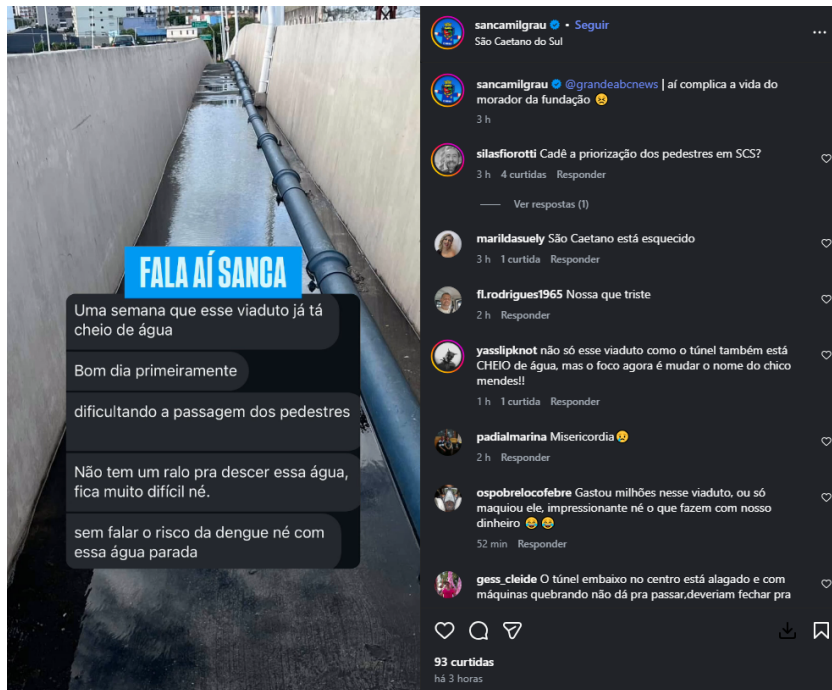 FALA AÍ SANCA
Uma semana que esse viaduto já tá
cheio de água
Bom dia primeiramente
dificultando a passagem dos pedestres
Não tem um ralo pra descer essa água,
fica muito difícil né.
sem falar o risco da dengue né com
essa água parada
sancamilgrau • Seguir
São Caetano do Sul
sancamilgrau @grandeabcnews | aí complica a vida do
morador da fundação 😣
3 h
silasfiorotti Cadê a priorização dos pedestres em SCS?
3 h 4 curtidas Responder
Ver respostas (1)
marildasuely São Caetano está esquecido
3 h 1 curtida Responder
fl.rodrigues1965 Nossa que triste
2 h Responder
yasslipknot não só esse viaduto como o túnel também está
CHEIO de água, mas o foco agora é mudar o nome do chico
mendes!!
1 h 1 curtida Responder
padialmarina Misericordia😢
2 h Responder
ospobrelocofebre Gastou milhões nesse viaduto, ou só
maquiou ele, impressionante né o que fazem com nosso
dinheiro 😂 😂
52 min Responder
gess_cleide O túnel embaixo no centro está alagado e com
máquinas quebrando não dá pra passar,deveriam fechar pra
93 curtidas
há 3 horas